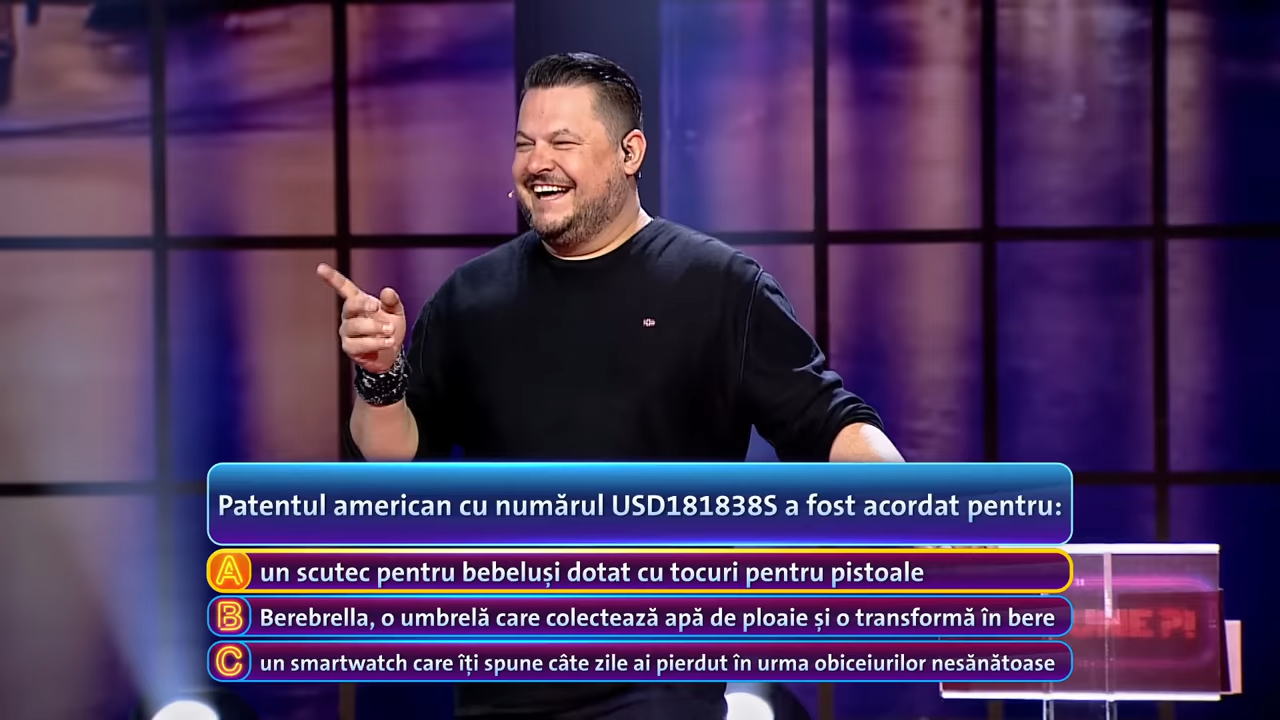 Patentul american cu numărul USD181838S a fost acordat pentru:
A un scutec pentru bebeluși dotat cu tocuri pentru pistoale
B Berebrella, o umbrelă care colectează apă de ploaie și o transformă în bere
C un smartwatch care îți spune câte zile ai pierdut în urma obiceiurilor nesănătoase